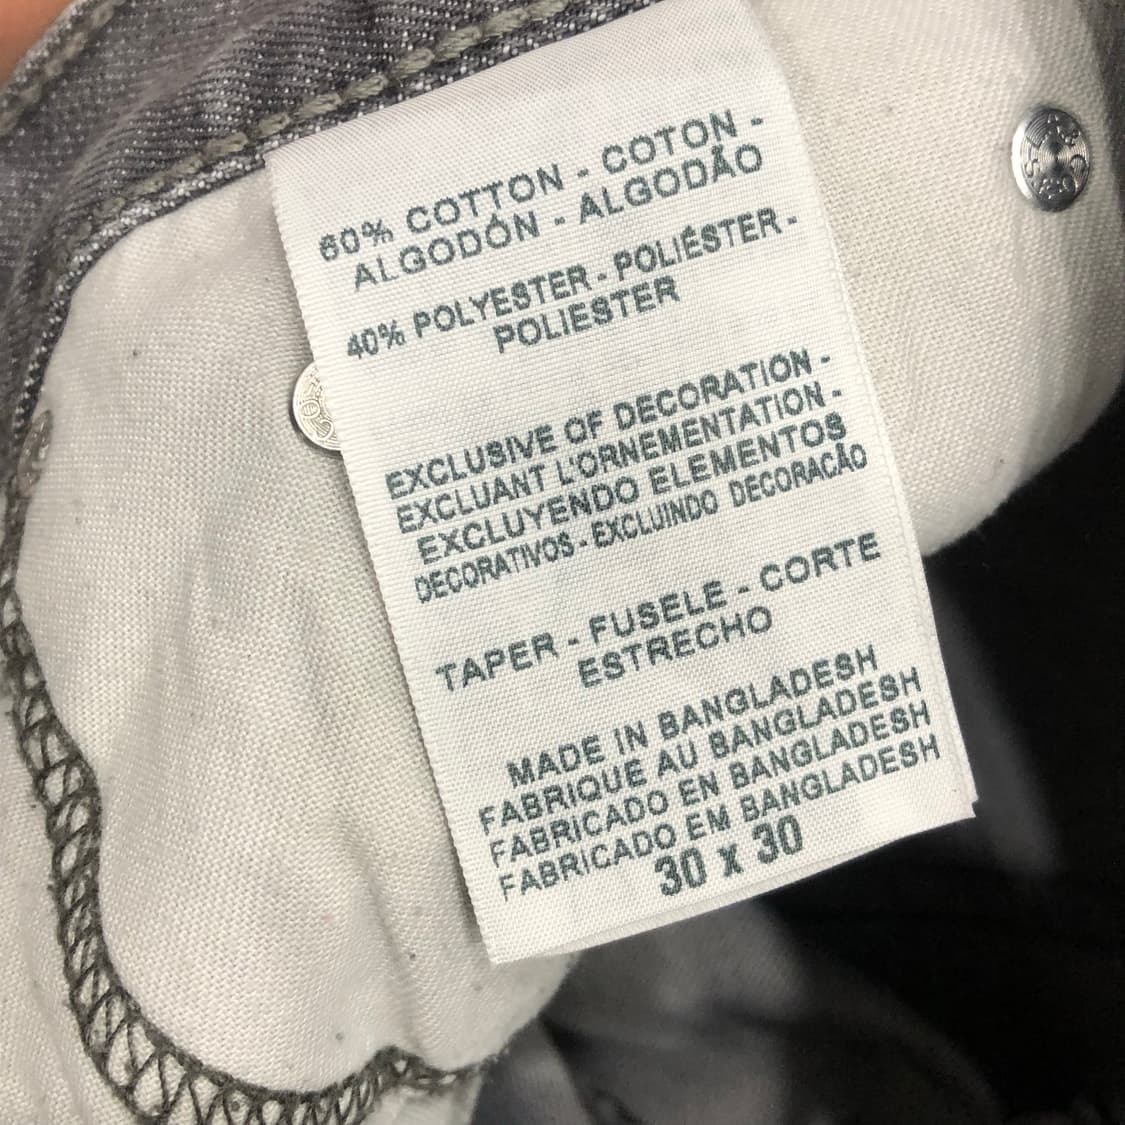 60% COTTON - COTON -
ALGODÓN - ALGODÃO
40% POLYESTER - POLIÉSTER -
POLIESTER
EXCLUSIVE OF DECORATION -
EXCLUANT L'ORNEMENTATION -
EXCLUYENDO ELEMENTOS
DECORATIVOS - EXCLUINDO DECORACÃO
TAPER - FUSELE - CORTE
ESTRECHO
MADE IN BANGLADESH
FABRIQUE AU BANGLADESH
FABRICADO EN BANGLADESH
FABRICADO EM BANGLADESH
30 x 30